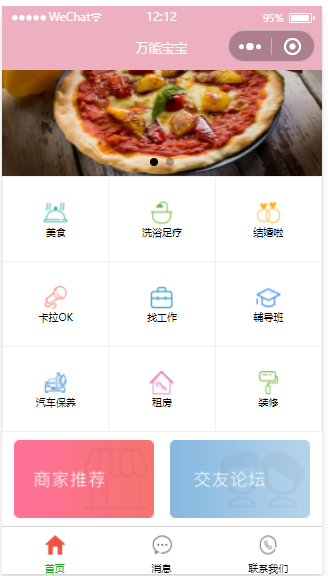 WeChat 12:12 95%
万能宝宝
美食 洗浴足疗 结婚啦
卡拉OK 找工作 辅导班
汽车保养 租房 装修
商家推荐 交友论坛
首页 消息 联系我们